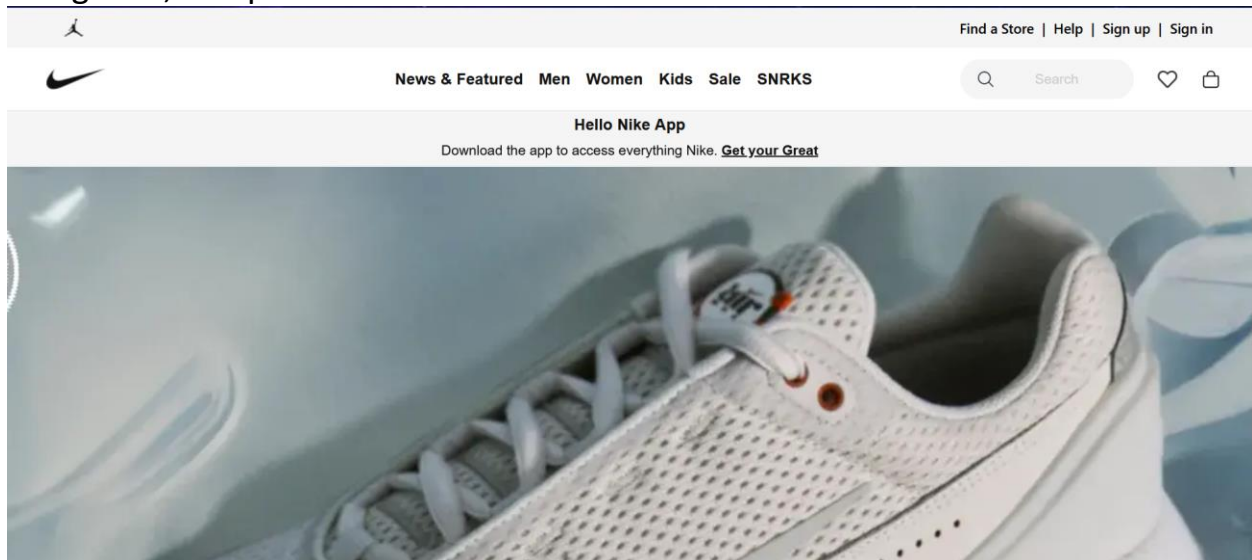 Find a Store | Help | Sign up | Sign in
News & Featured Men Women Kids Sale SNRKS
Search
Hello Nike App
Download the app to access everything Nike. Get your Great
air